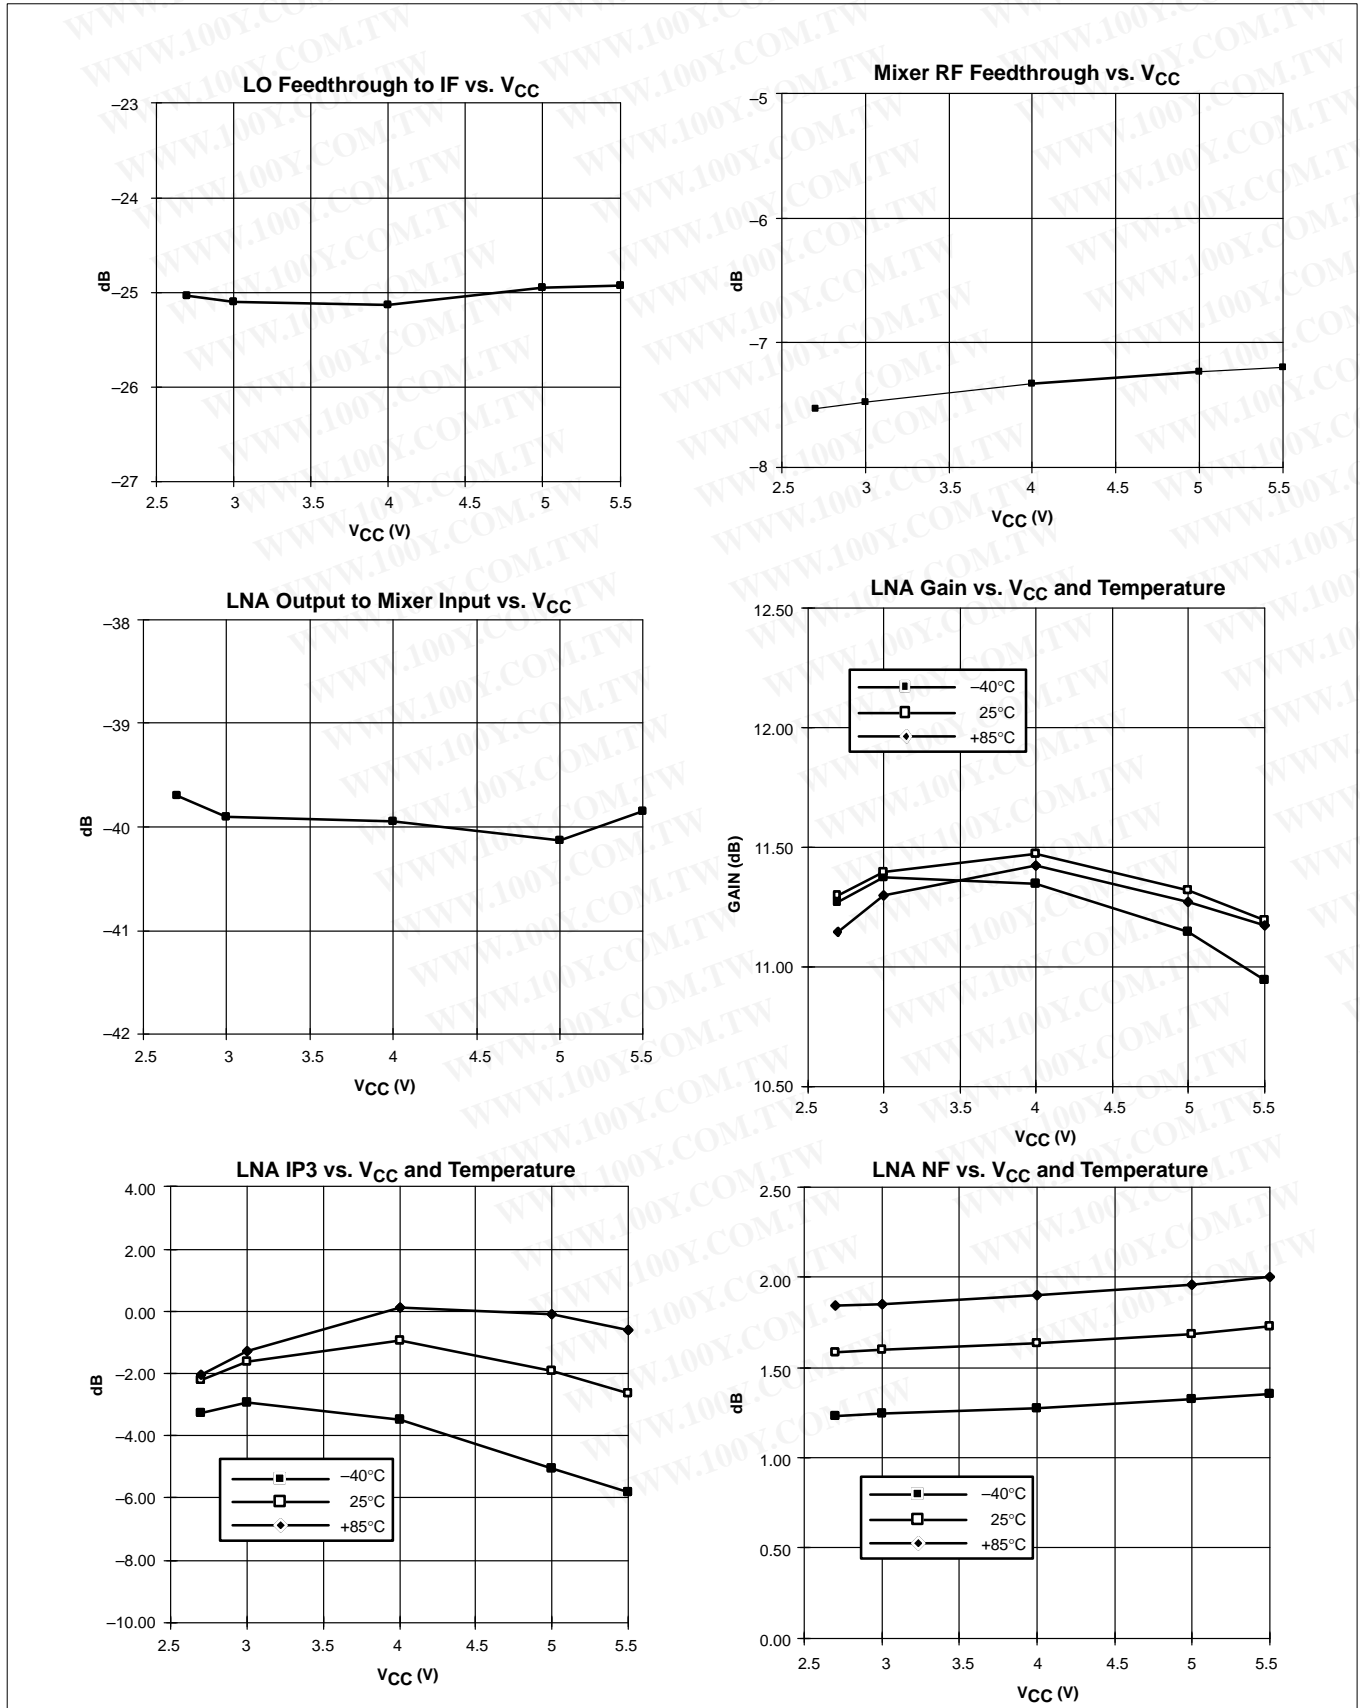 LO Feedthrough to IF vs. VCC
–23
–24
–25
–26
–27
dB
2.5 3 3.5 4 4.5 5 5.5
VCC (V)
Mixer RF Feedthrough vs. VCC
–5
–6
–7
–8
dB
2.5 3 3.5 4 4.5 5 5.5
VCC (V)
LNA Output to Mixer Input vs. VCC
–38
–39
–40
–41
–42
dB
2.5 3 3.5 4 4.5 5 5.5
VCC (V)
LNA Gain vs. VCC and Temperature
12.50
12.00
11.50
11.00
10.50
GAIN (dB)
–40°C
25°C
+85°C
2.5 3 3.5 4 4.5 5 5.5
VCC (V)
LNA IP3 vs. VCC and Temperature
4.00
2.00
0.00
–2.00
–4.00
–6.00
–8.00
–10.00
dB
–40°C
25°C
+85°C
2.5 3 3.5 4 4.5 5 5.5
VCC (V)
LNA NF vs. VCC and Temperature
2.50
2.00
1.50
1.00
0.50
0.00
dB
–40°C
25°C
+85°C
2.5 3 3.5 4 4.5 5 5.5
VCC (V)
WWW.100Y.COM.TW